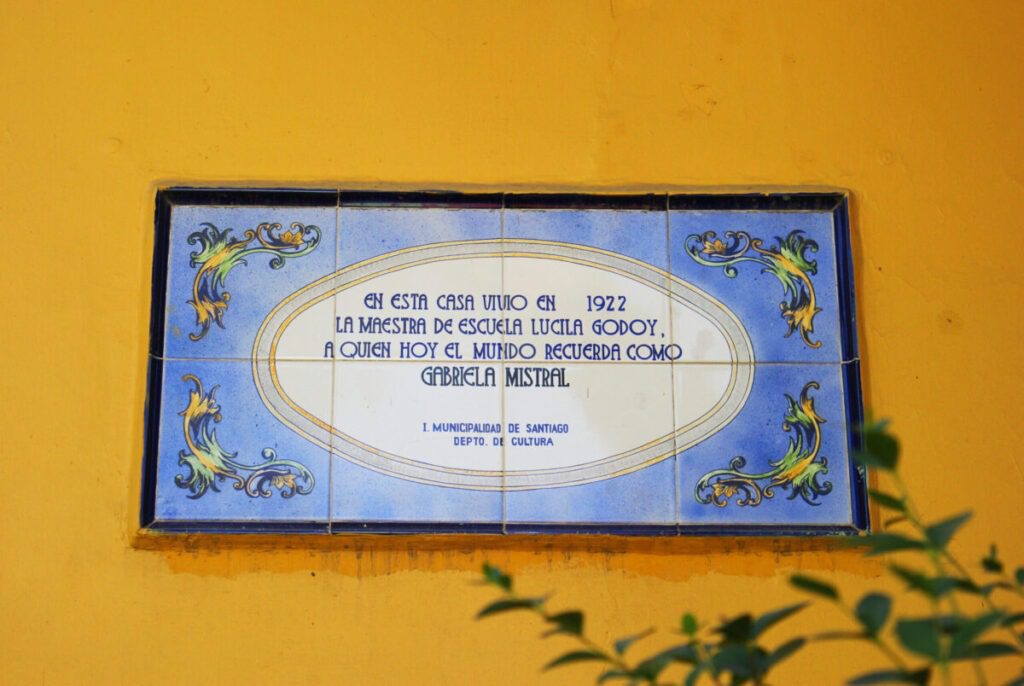 EN ESTA CASA VIVIO EN 1922
LA MAESTRA DE ESCUELA LUCILA GODOY,
A QUIEN HOY EL MUNDO RECUERDA COMO
GABRIELA MISTRAL
I. MUNICIPALIDAD DE SANTIAGO
DEPTO. DE CULTURA